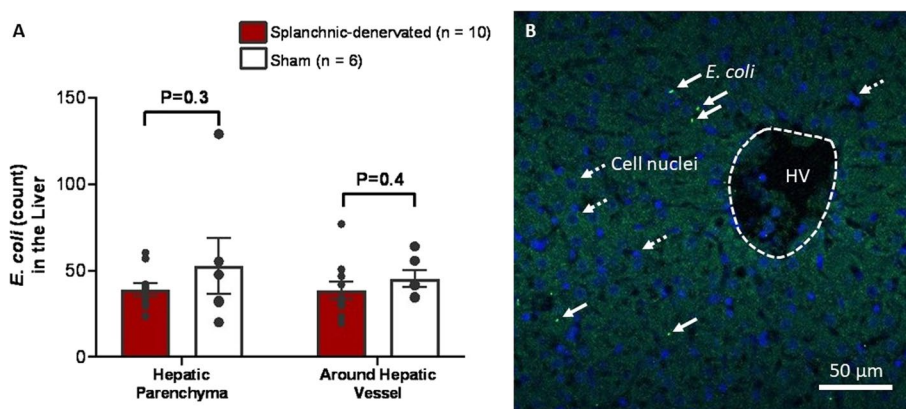 A
Splanchnic-denervated (n = 10)
Sham (n = 6)
E. coli (count)
in the Liver
150
100
50
0
P=0.3
P=0.4
Hepatic
Parenchyma
Around Hepatic
Vessel
B
E. coli
Cell nuclei
HV
50 µm